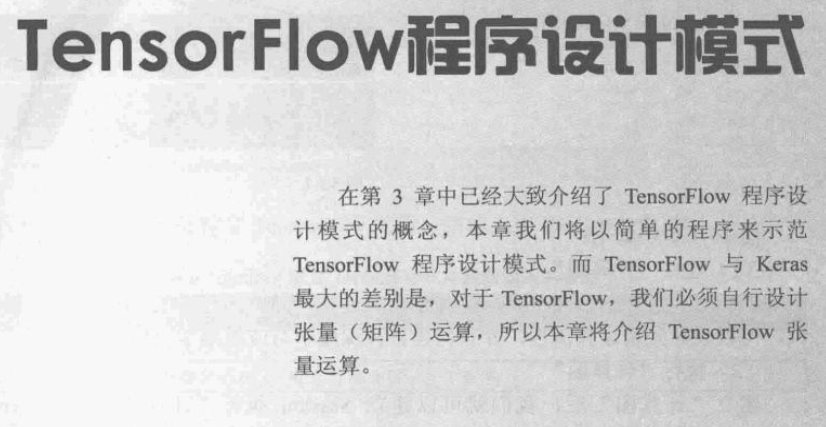 TensorFlow程序设计模式
在第 3 章中已经大致介绍了 TensorFlow 程序设
计模式的概念，本章我们将以简单的程序来示范
TensorFlow 程序设计模式。而 TensorFlow 与 Keras
最大的差别是，对于 TensorFlow，我们必须自行设计
张量（矩阵）运算，所以本章将介绍 TensorFlow 张
量运算。